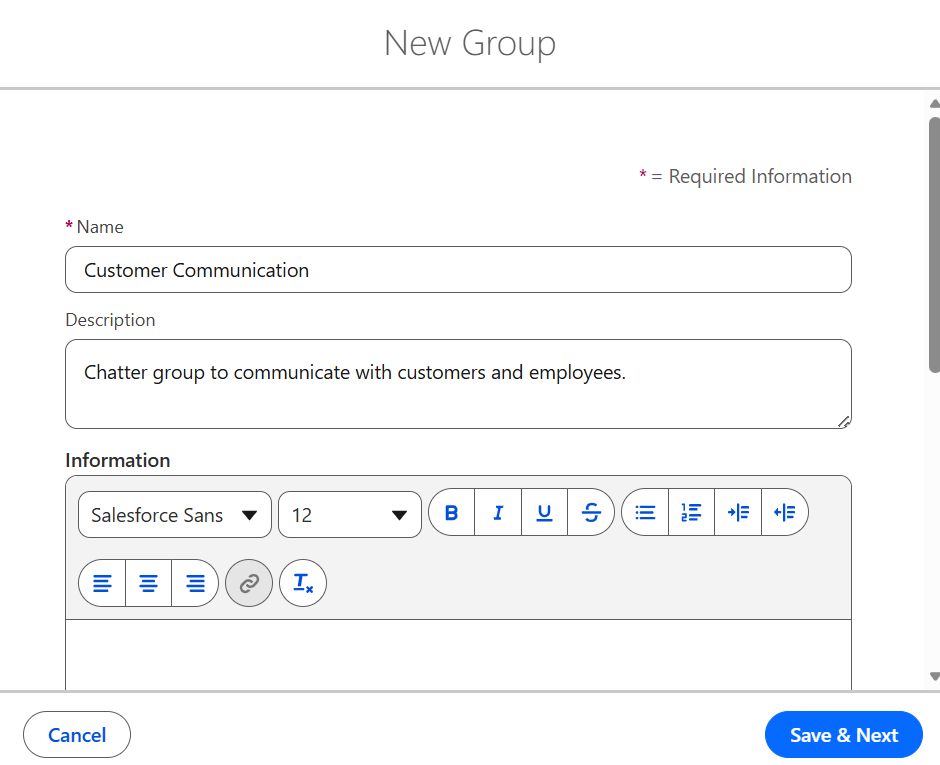 New Group
* = Required Information
* Name
Customer Communication
Description
Chatter group to communicate with customers and employees.
Information
Salesforce Sans 12 B I U S
Cancel Save & Next